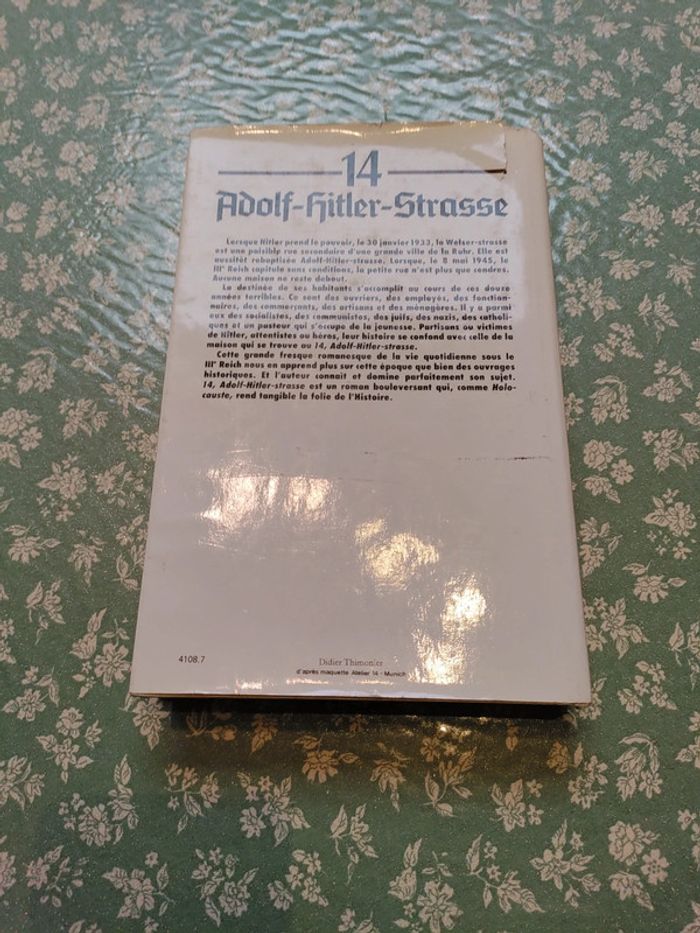 14
Adolf-Hitler-Strasse
Lorsque Hitler prend le pouvoir, le 30 janvier 1933, la Welser-strasse
est une paisible rue secondaire d'une grande ville de la Ruhr. Elle est
aussitôt rebaptisée Adolf-Hitler-strasse. Lorsque, le 8 mai 1945, le
IIIe Reich capitule sans conditions, la petite rue n'est plus que cendres.
Aucune maison ne reste debout.
La destinée de ses habitants s'accomplit au cours de ces douze
années terribles. Ce sont des ouvriers, des employés, des fonction-
naires, des commerçants, des artisans et des ménagères. Il y a parmi
eux des socialistes, des communistes, des juifs, des nazis, des catholi-
ques et un pasteur qui s'occupe de la jeunesse. Partisans ou victimes
de Hitler, attentistes ou héros, leur histoire se confond avec celle de la
maison qui se trouve au 14, Adolf-Hitler-strasse.
Cette grande fresque romanesque de la vie quotidienne sous le
IIIe Reich nous en apprend plus sur cette époque que bien des ouvrages
historiques. Et l'auteur connaît et domine parfaitement son sujet.
14, Adolf-Hitler-strasse est un roman bouleversant qui, comme Holo-
causte, rend tangible la folie de l'Histoire.
4108.7
Didier Thimonier
d'après maquette Atelier 14 - Munich